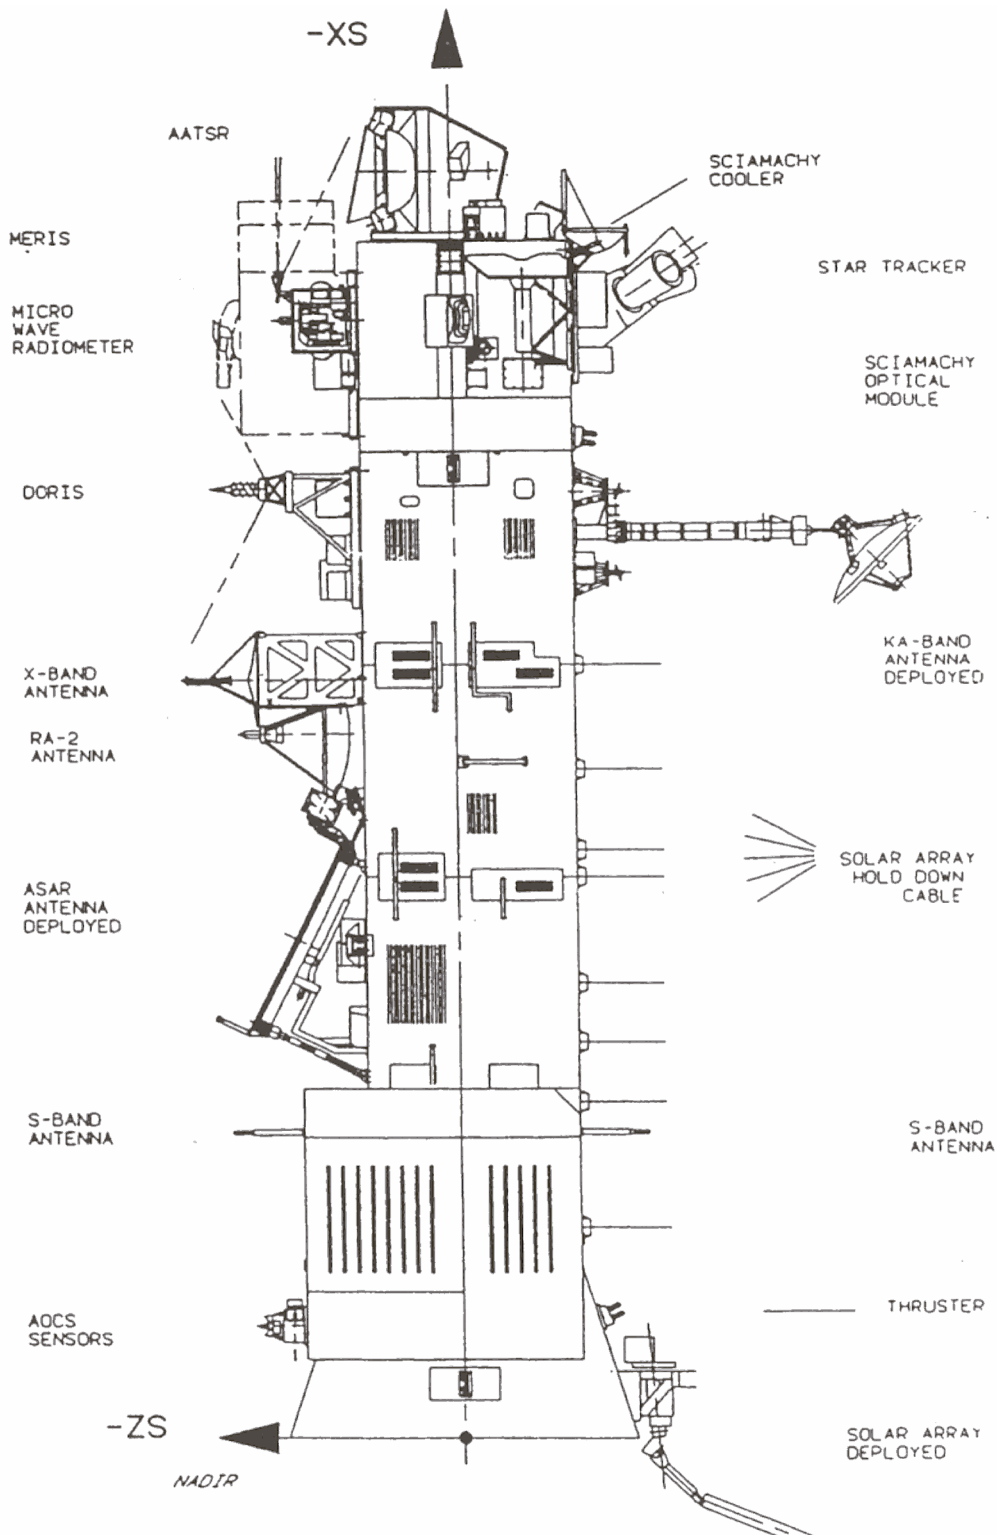 -XS
AATSR
SCIAMACHY
COOLER
MERIS
STAR TRACKER
MICRO
WAVE
RADIOMETER
SCIAMACHY
OPTICAL
MODULE
DORIS
X-BAND
ANTENNA
KA-BAND
ANTENNA
DEPLOYED
RA-2
ANTENNA
ASAR
ANTENNA
DEPLOYED
SOLAR ARRAY
HOLD DOWN
CABLE
S-BAND
ANTENNA
S-BAND
ANTENNA
AOCS
SENSORS
THRUSTER
-ZS
NADIR
SOLAR ARRAY
DEPLOYED